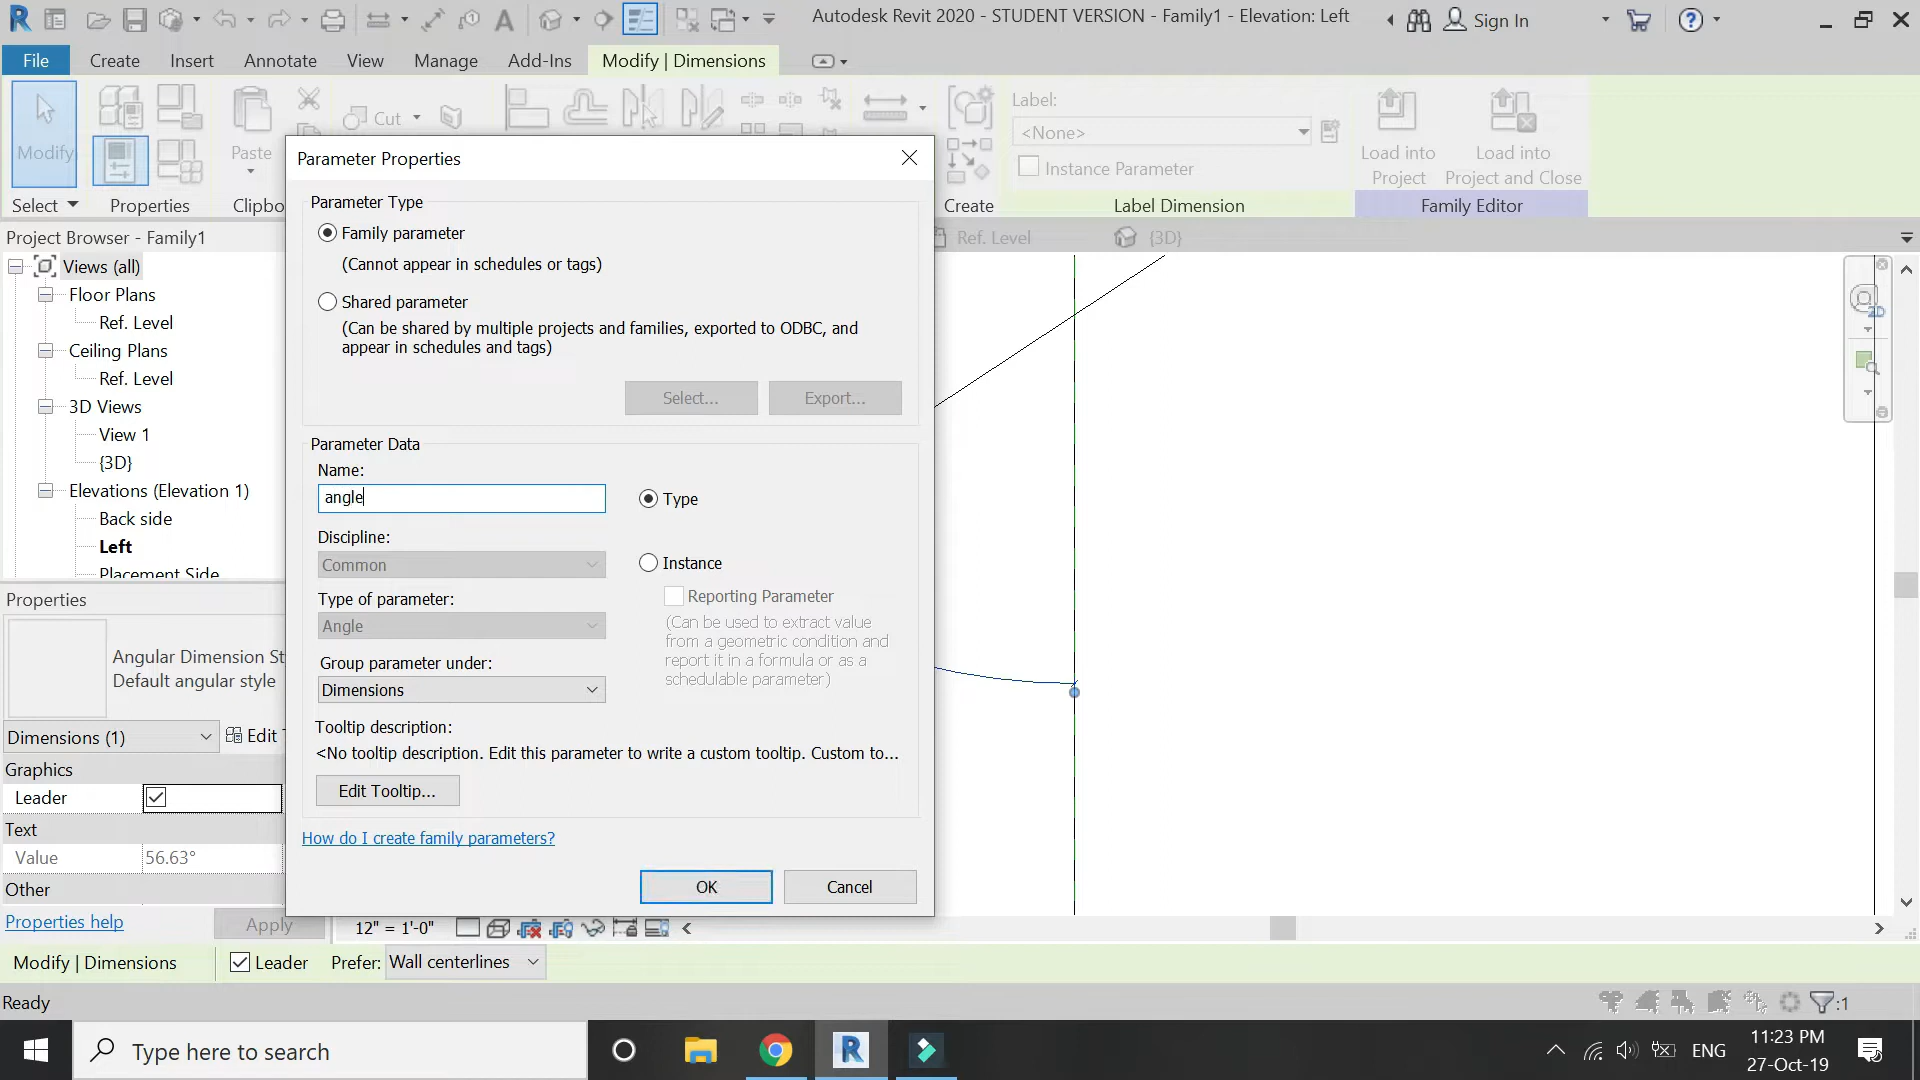 Autodesk Revit 2020 - STUDENT VERSION - Family1 - Elevation: Left
Sign In
File
Create
Insert
Annotate
View
Manage
Add-Ins
Modify | Dimensions
Modify
Paste
Cut
Label:
<None>
Instance Parameter
Load into
Project
Load into
Project and Close
Select
Properties
Clipbo
Create
Label Dimension
Family Editor
Project Browser - Family1
Views (all)
Floor Plans
Ref. Level
Ceiling Plans
Ref. Level
3D Views
View 1
{3D}
Elevations (Elevation 1)
Back side
Left
Placement Side
Ref. Level
{3D}
Parameter Properties
Parameter Type
Family parameter
(Cannot appear in schedules or tags)
Shared parameter
(Can be shared by multiple projects and families, exported to ODBC, and
appear in schedules and tags)
Select...
Export...
Parameter Data
Name:
angle
Type
Discipline:
Common
Instance
Type of parameter:
Reporting Parameter
Angle
(Can be used to extract value
from a geometric condition and
report it in a formula or as a
schedulable parameter)
Group parameter under:
Dimensions
Tooltip description:
<No tooltip description. Edit this parameter to write a custom tooltip. Custom to...
Edit Tooltip...
How do I create family parameters?
OK
Cancel
Properties
Angular Dimension St
Default angular style
Dimensions (1)
Edit T
Graphics
Leader
Text
Value
56.63°
Other
Properties help
Apply
12" = 1'-0"
2D
Modify | Dimensions
Leader
Prefer:
Wall centerlines
Ready
:1
Type here to search
ENG
11:23 PM
27-Oct-19